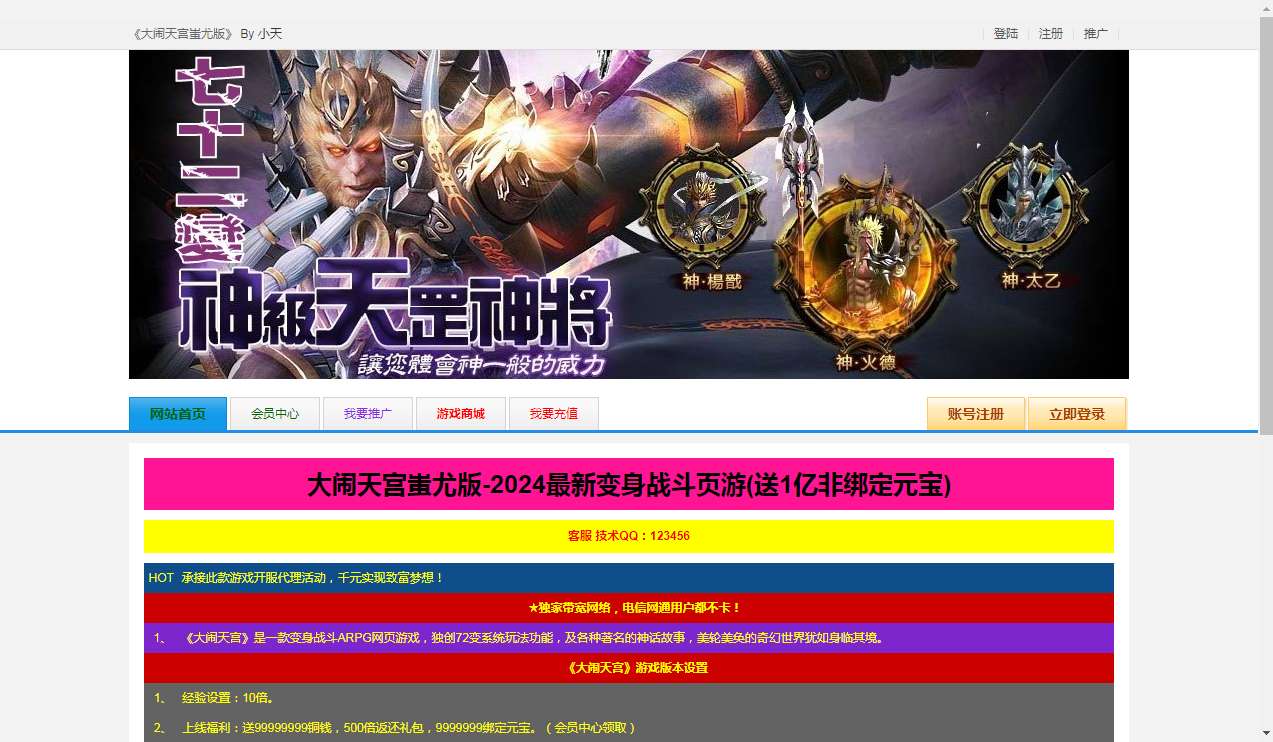 《大闹天宫蚩尤版》 By 小天
登陆 注册 推广
七十二變
神級天罡神將
讓您體會神一般的威力
神·楊戩
神·火德
神·太乙
网站首页 会员中心 我要推广 游戏商城 我要充值 账号注册 立即登录
大闹天宫蚩尤版-2024最新变身战斗页游(送1亿非绑定元宝)
客服 技术QQ：123456
HOT 承接此款游戏开服代理活动，千元实现致富梦想！
★独家带宽网络，电信网通用户都不卡！
1、 《大闹天宫》是一款变身战斗ARPG网页游戏，独创72变系统玩法功能，及各种著名的神话故事，美轮美奂的奇幻世界犹如身临其境。
《大闹天宫》游戏版本设置
1、 经验设置：10倍。
2、 上线福利：送99999999铜钱，500倍返还礼包，9999999绑定元宝。（会员中心领取）